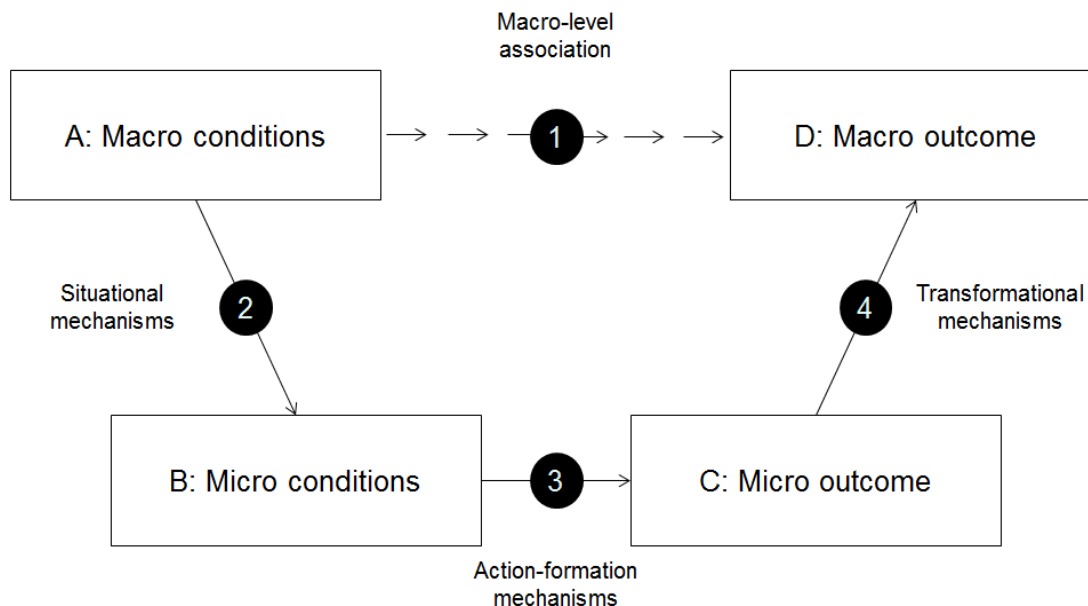 Macro-level
association
A: Macro conditions
1
D: Macro outcome
Situational
mechanisms
2
4
Transformational
mechanisms
B: Micro conditions
3
C: Micro outcome
Action-formation
mechanisms